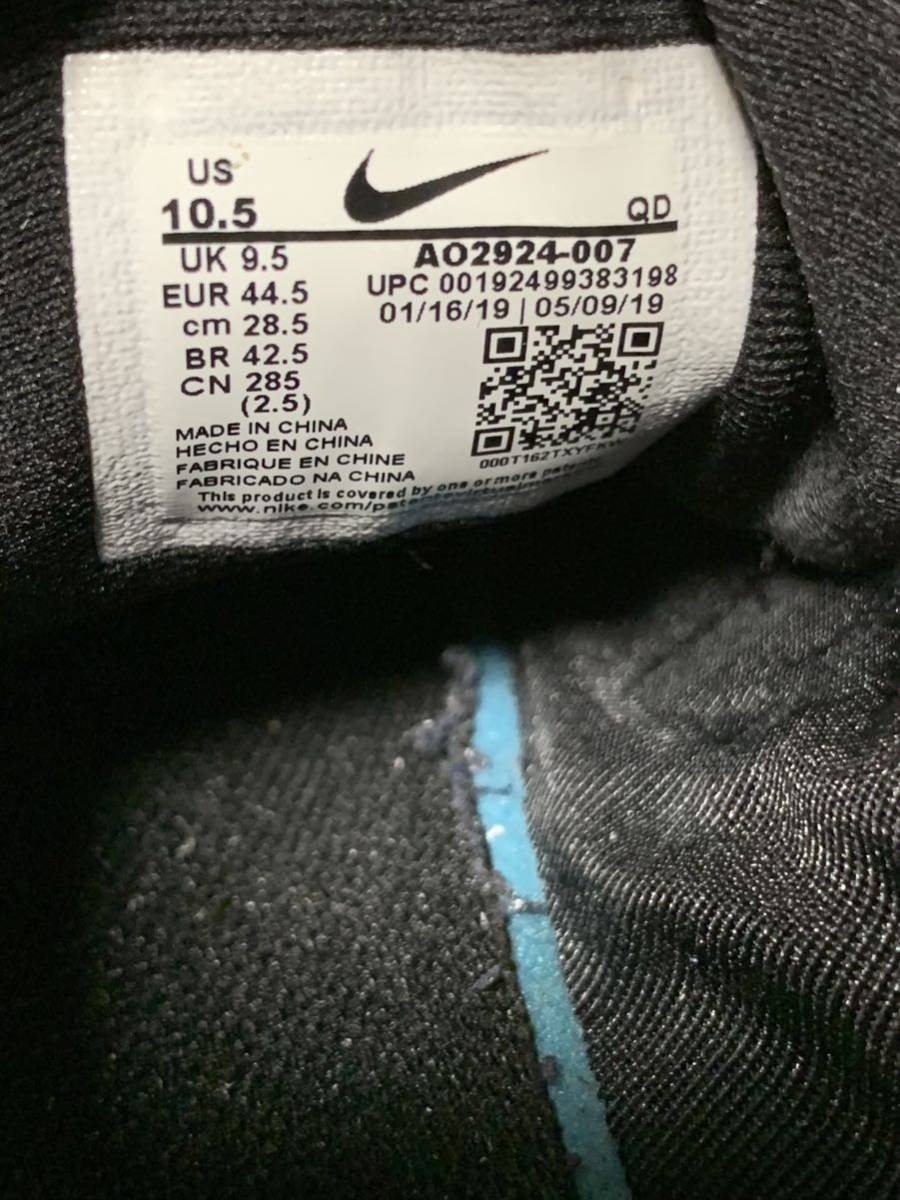 US
10.5
QD
UK 9.5
EUR 44.5
cm 28.5
BR 42.5
CN 285
(2.5)
AO2924-007
UPC 00192499383198
01/16/19 | 05/09/19
MADE IN CHINA
HECHO EN CHINA
FABRIQUE EN CHINE
FABRICADO NA CHINA
This product is covered by one or more patents.
www.nike.com/